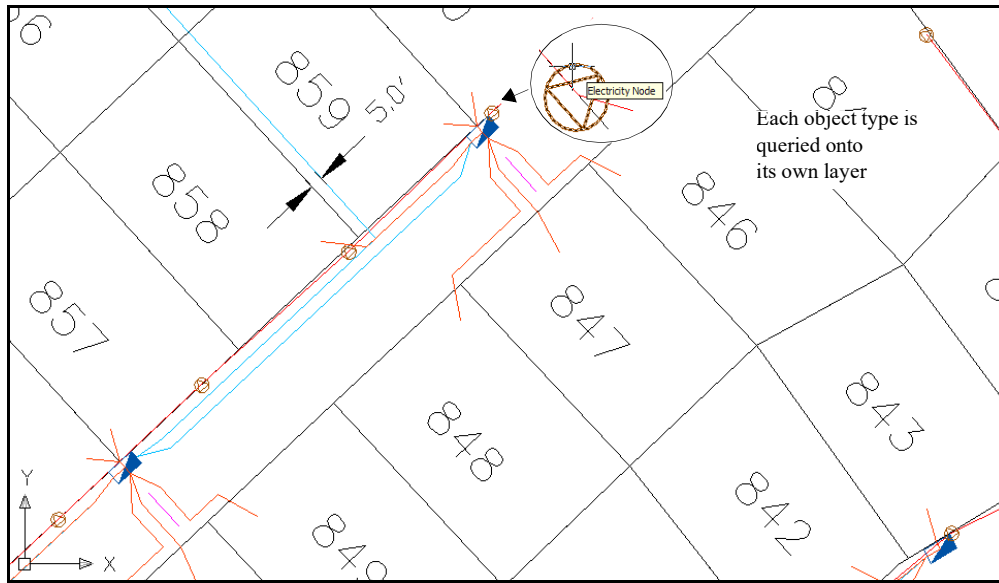 859
5.0'
Electricity Node
Each object type is
queried onto
its own layer
858
846
857
847
843
848
842
Y
X